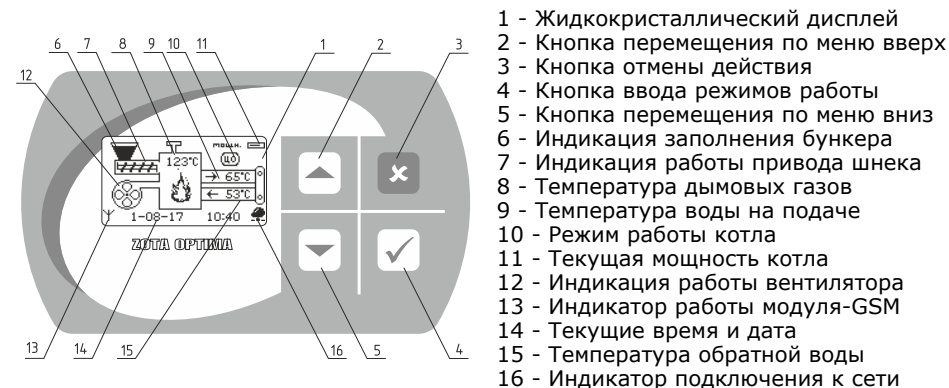 1 - Жидкокристаллический дисплей
2 - Кнопка перемещения по меню вверх
3 - Кнопка отмены действия
4 - Кнопка ввода режимов работы
5 - Кнопка перемещения по меню вниз
6 - Индикация заполнения бункера
7 - Индикация работы привода шнека
8 - Температура дымовых газов
9 - Температура воды на подаче
10 - Режим работы котла
11 - Текущая мощность котла
12 - Индикация работы вентилятора
13 - Индикатор работы модуля-GSM
14 - Текущие время и дата
15 - Температура обратной воды
16 - Индикатор подключения к сети
6 7 8 9 10 11 1 2 3
12
мощн.
123°C
ЦО
→ 65°C
← 53°C
1-08-17 10:40
ZOTA OPTIMA
13 14 15 16 5 4